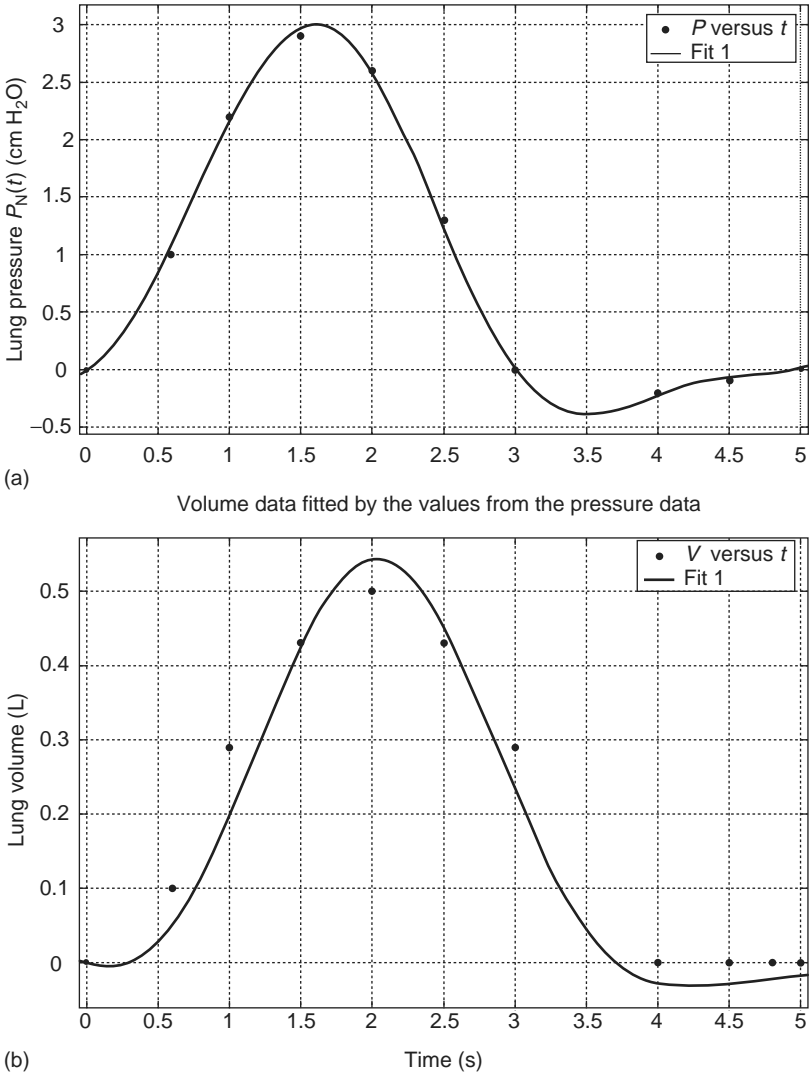 3
2.5
2
1.5
1
0.5
0
–0.5
Lung pressure P_N(t) (cm H₂O)
P versus t
Fit 1
0 0.5 1 1.5 2 2.5 3 3.5 4 4.5 5
(a)
Volume data fitted by the values from the pressure data
0.5
0.4
0.3
0.2
0.1
0
Lung volume (L)
V versus t
Fit 1
0 0.5 1 1.5 2 2.5 3 3.5 4 4.5 5
(b)
Time (s)